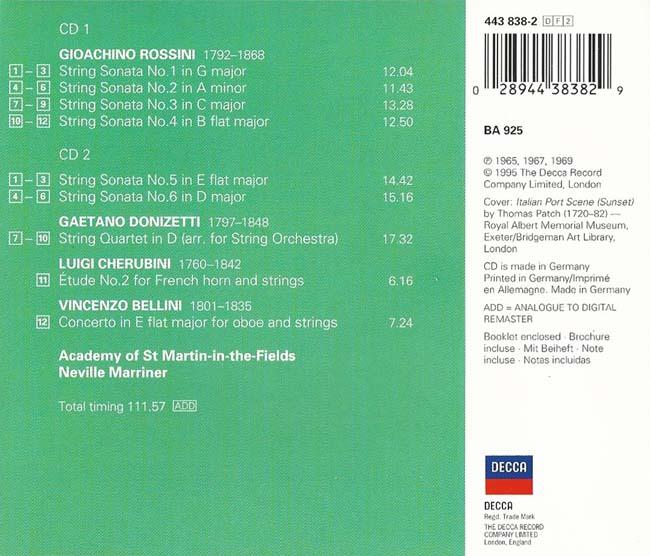 CD 1
GIOACHINO ROSSINI 1792–1868
1 – 3 String Sonata No.1 in G major 12.04
4 – 6 String Sonata No.2 in A minor 11.43
7 – 9 String Sonata No.3 in C major 13.28
10 – 12 String Sonata No.4 in B flat major 12.50
CD 2
1 – 3 String Sonata No.5 in E flat major 14.42
4 – 6 String Sonata No.6 in D major 15.16
GAETANO DONIZETTI 1797–1848
7 – 10 String Quartet in D (arr. for String Orchestra) 17.32
LUIGI CHERUBINI 1760–1842
11 Étude No.2 for French horn and strings 6.16
VINCENZO BELLINI 1801–1835
12 Concerto in E flat major for oboe and strings 7.24
Academy of St Martin-in-the-Fields
Neville Marriner
Total timing 111.57 ADD
443 838-2 DF2
0 28944 38382 9
BA 925
℗ 1965, 1967, 1969
© 1995 The Decca Record
Company Limited, London
Cover: Italian Port Scene (Sunset)
by Thomas Patch (1720–82) —
Royal Albert Memorial Museum,
Exeter/Bridgeman Art Library,
London
CD is made in Germany
Printed in Germany/Imprimé
en Allemagne. Made in Germany
ADD = ANALOGUE TO DIGITAL
REMASTER
Booklet enclosed · Brochure
incluse · Mit Beiheft · Note
incluse · Notas incluidas
DECCA
DECCA
Regd. Trade Mark
THE DECCA RECORD
COMPANY LIMITED
London, England